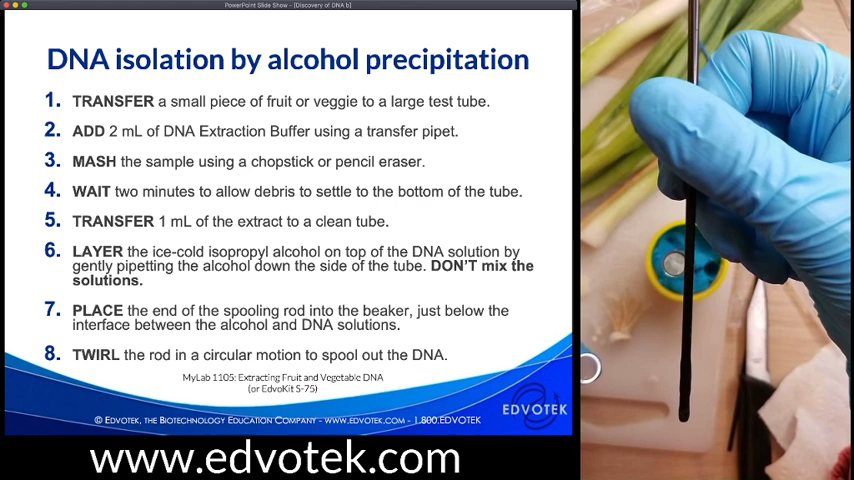 PowerPoint Slide Show - [Discovery of DNA b]
DNA isolation by alcohol precipitation
1. TRANSFER a small piece of fruit or veggie to a large test tube.
2. ADD 2 mL of DNA Extraction Buffer using a transfer pipet.
3. MASH the sample using a chopstick or pencil eraser.
4. WAIT two minutes to allow debris to settle to the bottom of the tube.
5. TRANSFER 1 mL of the extract to a clean tube.
6. LAYER the ice-cold isopropyl alcohol on top of the DNA solution by
gently pipetting the alcohol down the side of the tube. DON'T mix the
solutions.
7. PLACE the end of the spooling rod into the beaker, just below the
interface between the alcohol and DNA solutions.
8. TWIRL the rod in a circular motion to spool out the DNA.
MyLab 1105: Extracting Fruit and Vegetable DNA
(or EdvoKit S-75)
EDVOTEK
© EDVOTEK, THE BIOTECHNOLOGY EDUCATION COMPANY - WWW.EDVOTEK.COM - 1.800.EDVOTEK
www.edvotek.com